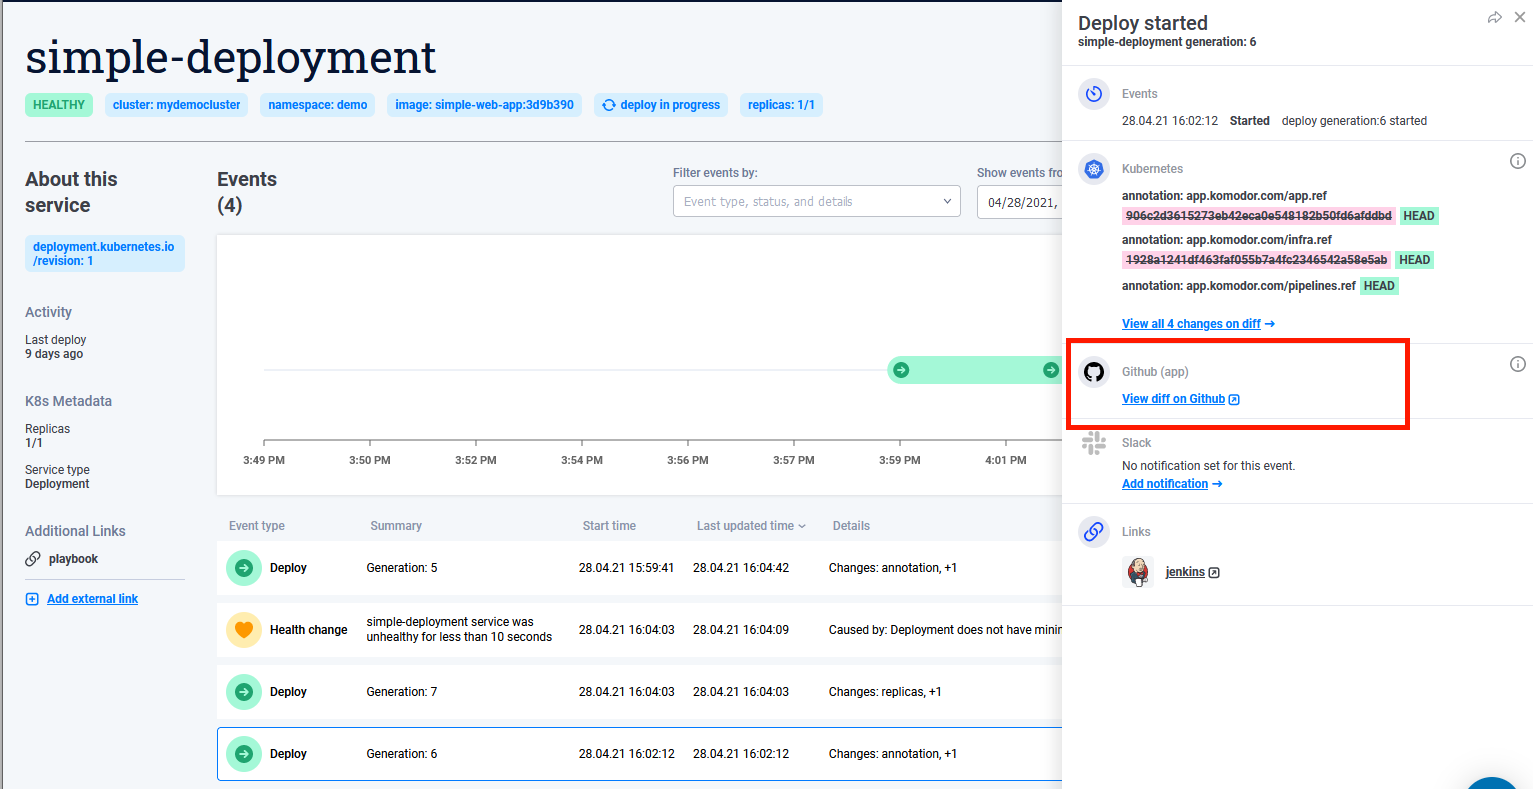 simple-deployment
HEALTHY
cluster: mydemocluster
namespace: demo
image: simple-web-app:3d9b390
deploy in progress
replicas: 1/1
About this
service
deployment.kubernetes.io
/revision: 1
Activity
Last deploy
9 days ago
K8s Metadata
Replicas
1/1
Service type
Deployment
Additional Links
playbook
Add external link
Events
(4)
Filter events by:
Event type, status, and details
Show events fro
04/28/2021,
3:49 PM 3:50 PM 3:52 PM 3:54 PM 3:56 PM 3:57 PM 3:59 PM 4:01 PM
Event type Summary Start time Last updated time Details
Deploy Generation: 5 28.04.21 15:59:41 28.04.21 16:04:42 Changes: annotation, +1
Health change simple-deployment service was
unhealthy for less than 10 seconds 28.04.21 16:04:03 28.04.21 16:04:09 Caused by: Deployment does not have minin
Deploy Generation: 7 28.04.21 16:04:03 28.04.21 16:04:03 Changes: replicas, +1
Deploy Generation: 6 28.04.21 16:02:12 28.04.21 16:02:12 Changes: annotation, +1
Deploy started
simple-deployment generation: 6
Events
28.04.21 16:02:12 Started deploy generation:6 started
Kubernetes
annotation: app.komodor.com/app.ref
906c2d3615273eb42eca0e548182b50fd6afddbd HEAD
annotation: app.komodor.com/infra.ref
1928a1241df463faf055b7a4fc2346542a58e5ab HEAD
annotation: app.komodor.com/pipelines.ref HEAD
View all 4 changes on diff
Github (app)
View diff on Github
Slack
No notification set for this event.
Add notification
Links
jenkins